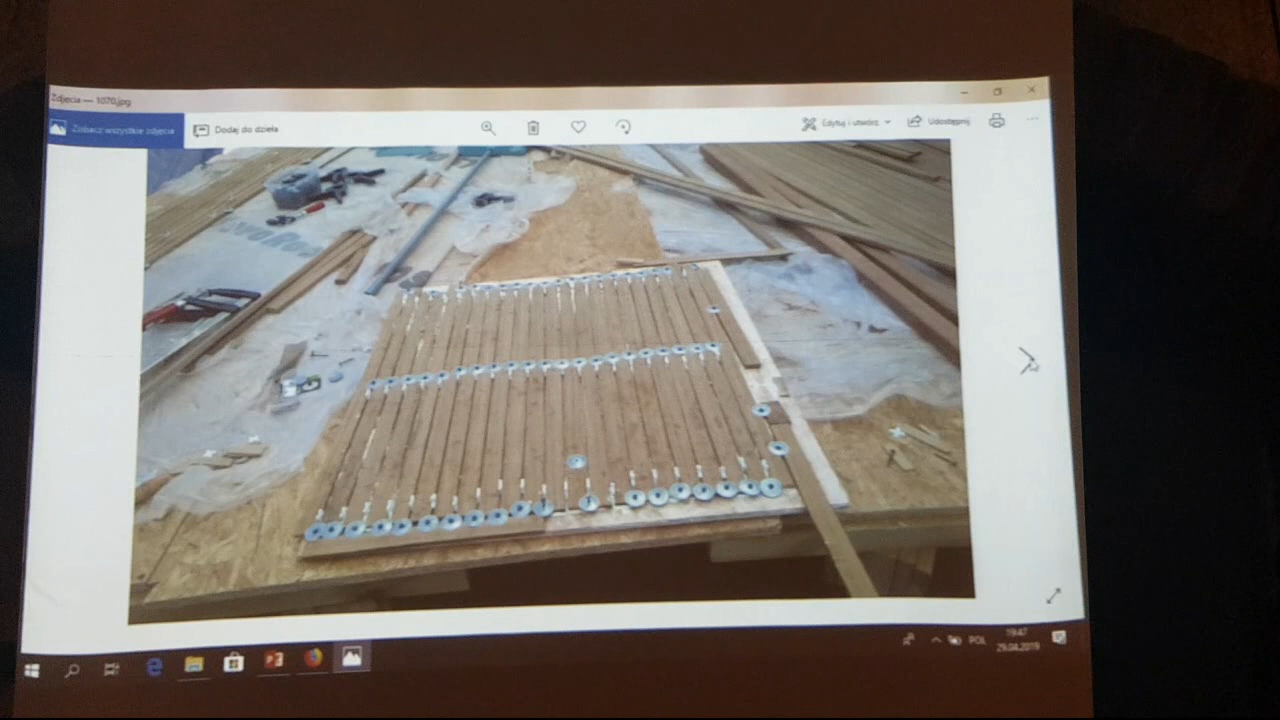 Zdjęcia — 1070.jpg
Zobacz wszystkie zdjęcia
Dodaj do dzieła
Edytuj i utwórz
Udostępnij
POL
19:47
29.04.2019